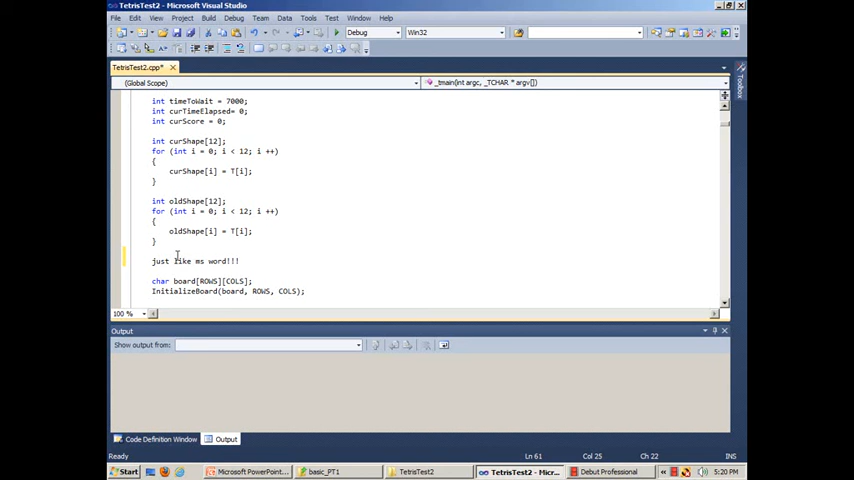 TetrisTest2 - Microsoft Visual Studio
File Edit View Project Build Debug Team Data Tools Test Window Help
Debug Win32
TetrisTest2.cpp* ×
(Global Scope) _tmain(int argc, _TCHAR * argv[])
Toolbox
int timeToWait = 7000;
int curTimeElapsed= 0;
int curScore = 0;
int curShape[12];
for (int i = 0; i < 12; i ++)
{
curShape[i] = T[i];
}
int oldShape[12];
for (int i = 0; i < 12; i ++)
{
oldShape[i] = T[i];
}
just like ms word!!!
char board[ROWS][COLS];
InitializeBoard(board, ROWS, COLS);
100 %
Output
Show output from:
Code Definition Window Output
Ready Ln 61 Col 25 Ch 22 INS
Start Microsoft PowerPoint... basic_PT1 TetrisTest2 TetrisTest2 - Micr... Debut Professional 5:20 PM